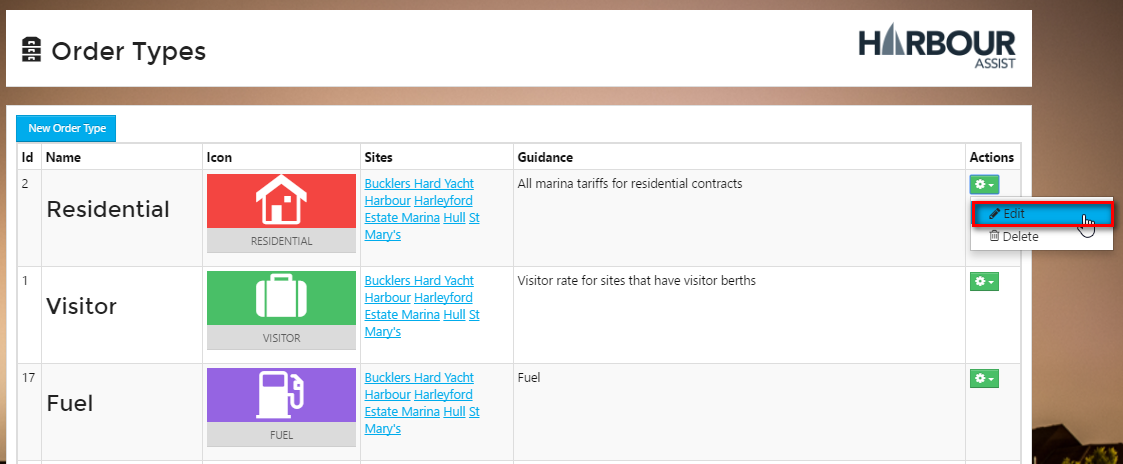 Order Types
HARBOUR
ASSIST
New Order Type
Id Name Icon Sites Guidance Actions
2
Residential
RESIDENTIAL
Bucklers Hard Yacht
Harbour Harleyford
Estate Marina Hull St
Mary's
All marina tariffs for residential contracts
Edit
Delete
1
Visitor
VISITOR
Bucklers Hard Yacht
Harbour Harleyford
Estate Marina Hull St
Mary's
Visitor rate for sites that have visitor berths
17
Fuel
FUEL
Bucklers Hard Yacht
Harbour Harleyford
Estate Marina Hull St
Mary's
Fuel